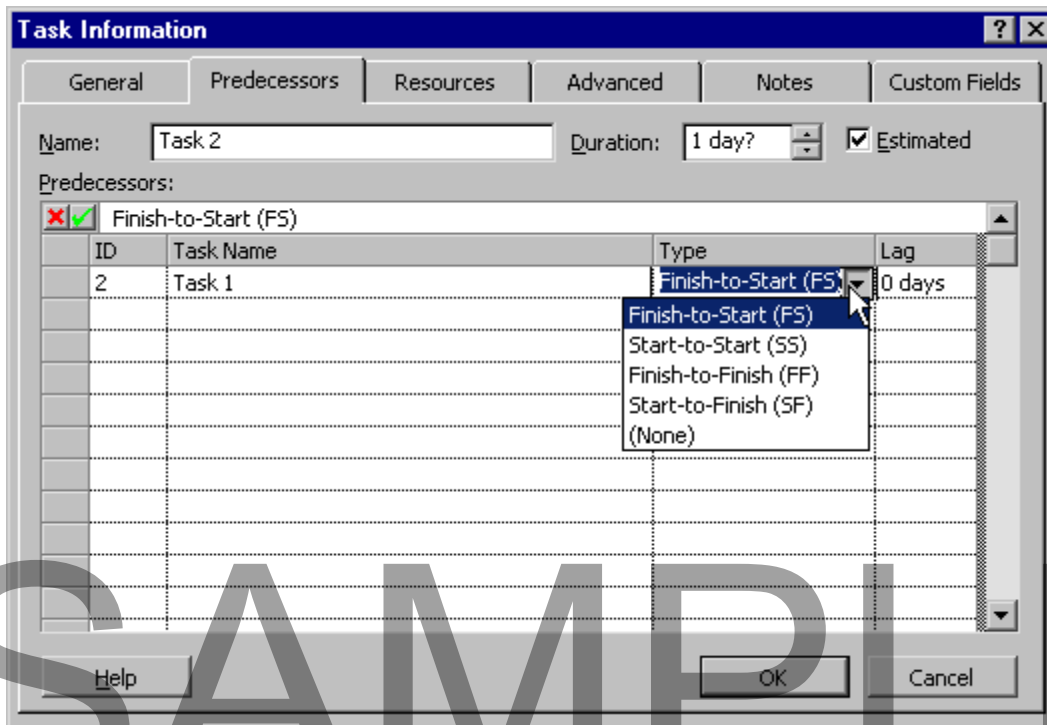 Task Information
General Predecessors Resources Advanced Notes Custom Fields
Name: Task 2 Duration: 1 day? Estimated
Predecessors:
Finish-to-Start (FS)
ID Task Name Type Lag
2 Task 1 Finish-to-Start (FS) 0 days
Finish-to-Start (FS)
Start-to-Start (SS)
Finish-to-Finish (FF)
Start-to-Finish (SF)
(None)
Help OK Cancel